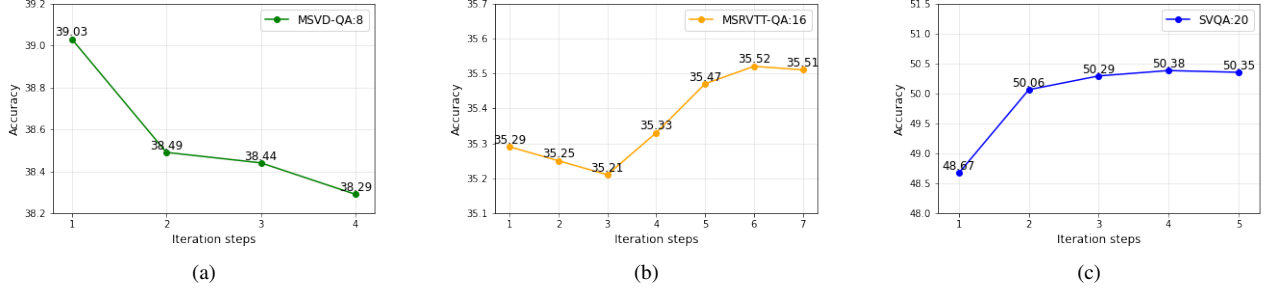 39.2
39.0
38.8
38.6
38.4
38.2
Accuracy
39.03
38.49
38.44
38.29
MSVD-QA:8
1 2 3 4
Iteration steps
(a)
35.7
35.6
35.5
35.4
35.3
35.2
35.1
Accuracy
35.29
35.25
35.21
35.33
35.47
35.52
35.51
MSRVTT-QA:16
1 2 3 4 5 6 7
Iteration steps
(b)
51.5
51.0
50.5
50.0
49.5
49.0
48.5
48.0
Accuracy
48.67
50.06
50.29
50.38
50.35
SVQA:20
1 2 3 4 5
Iteration steps
(c)